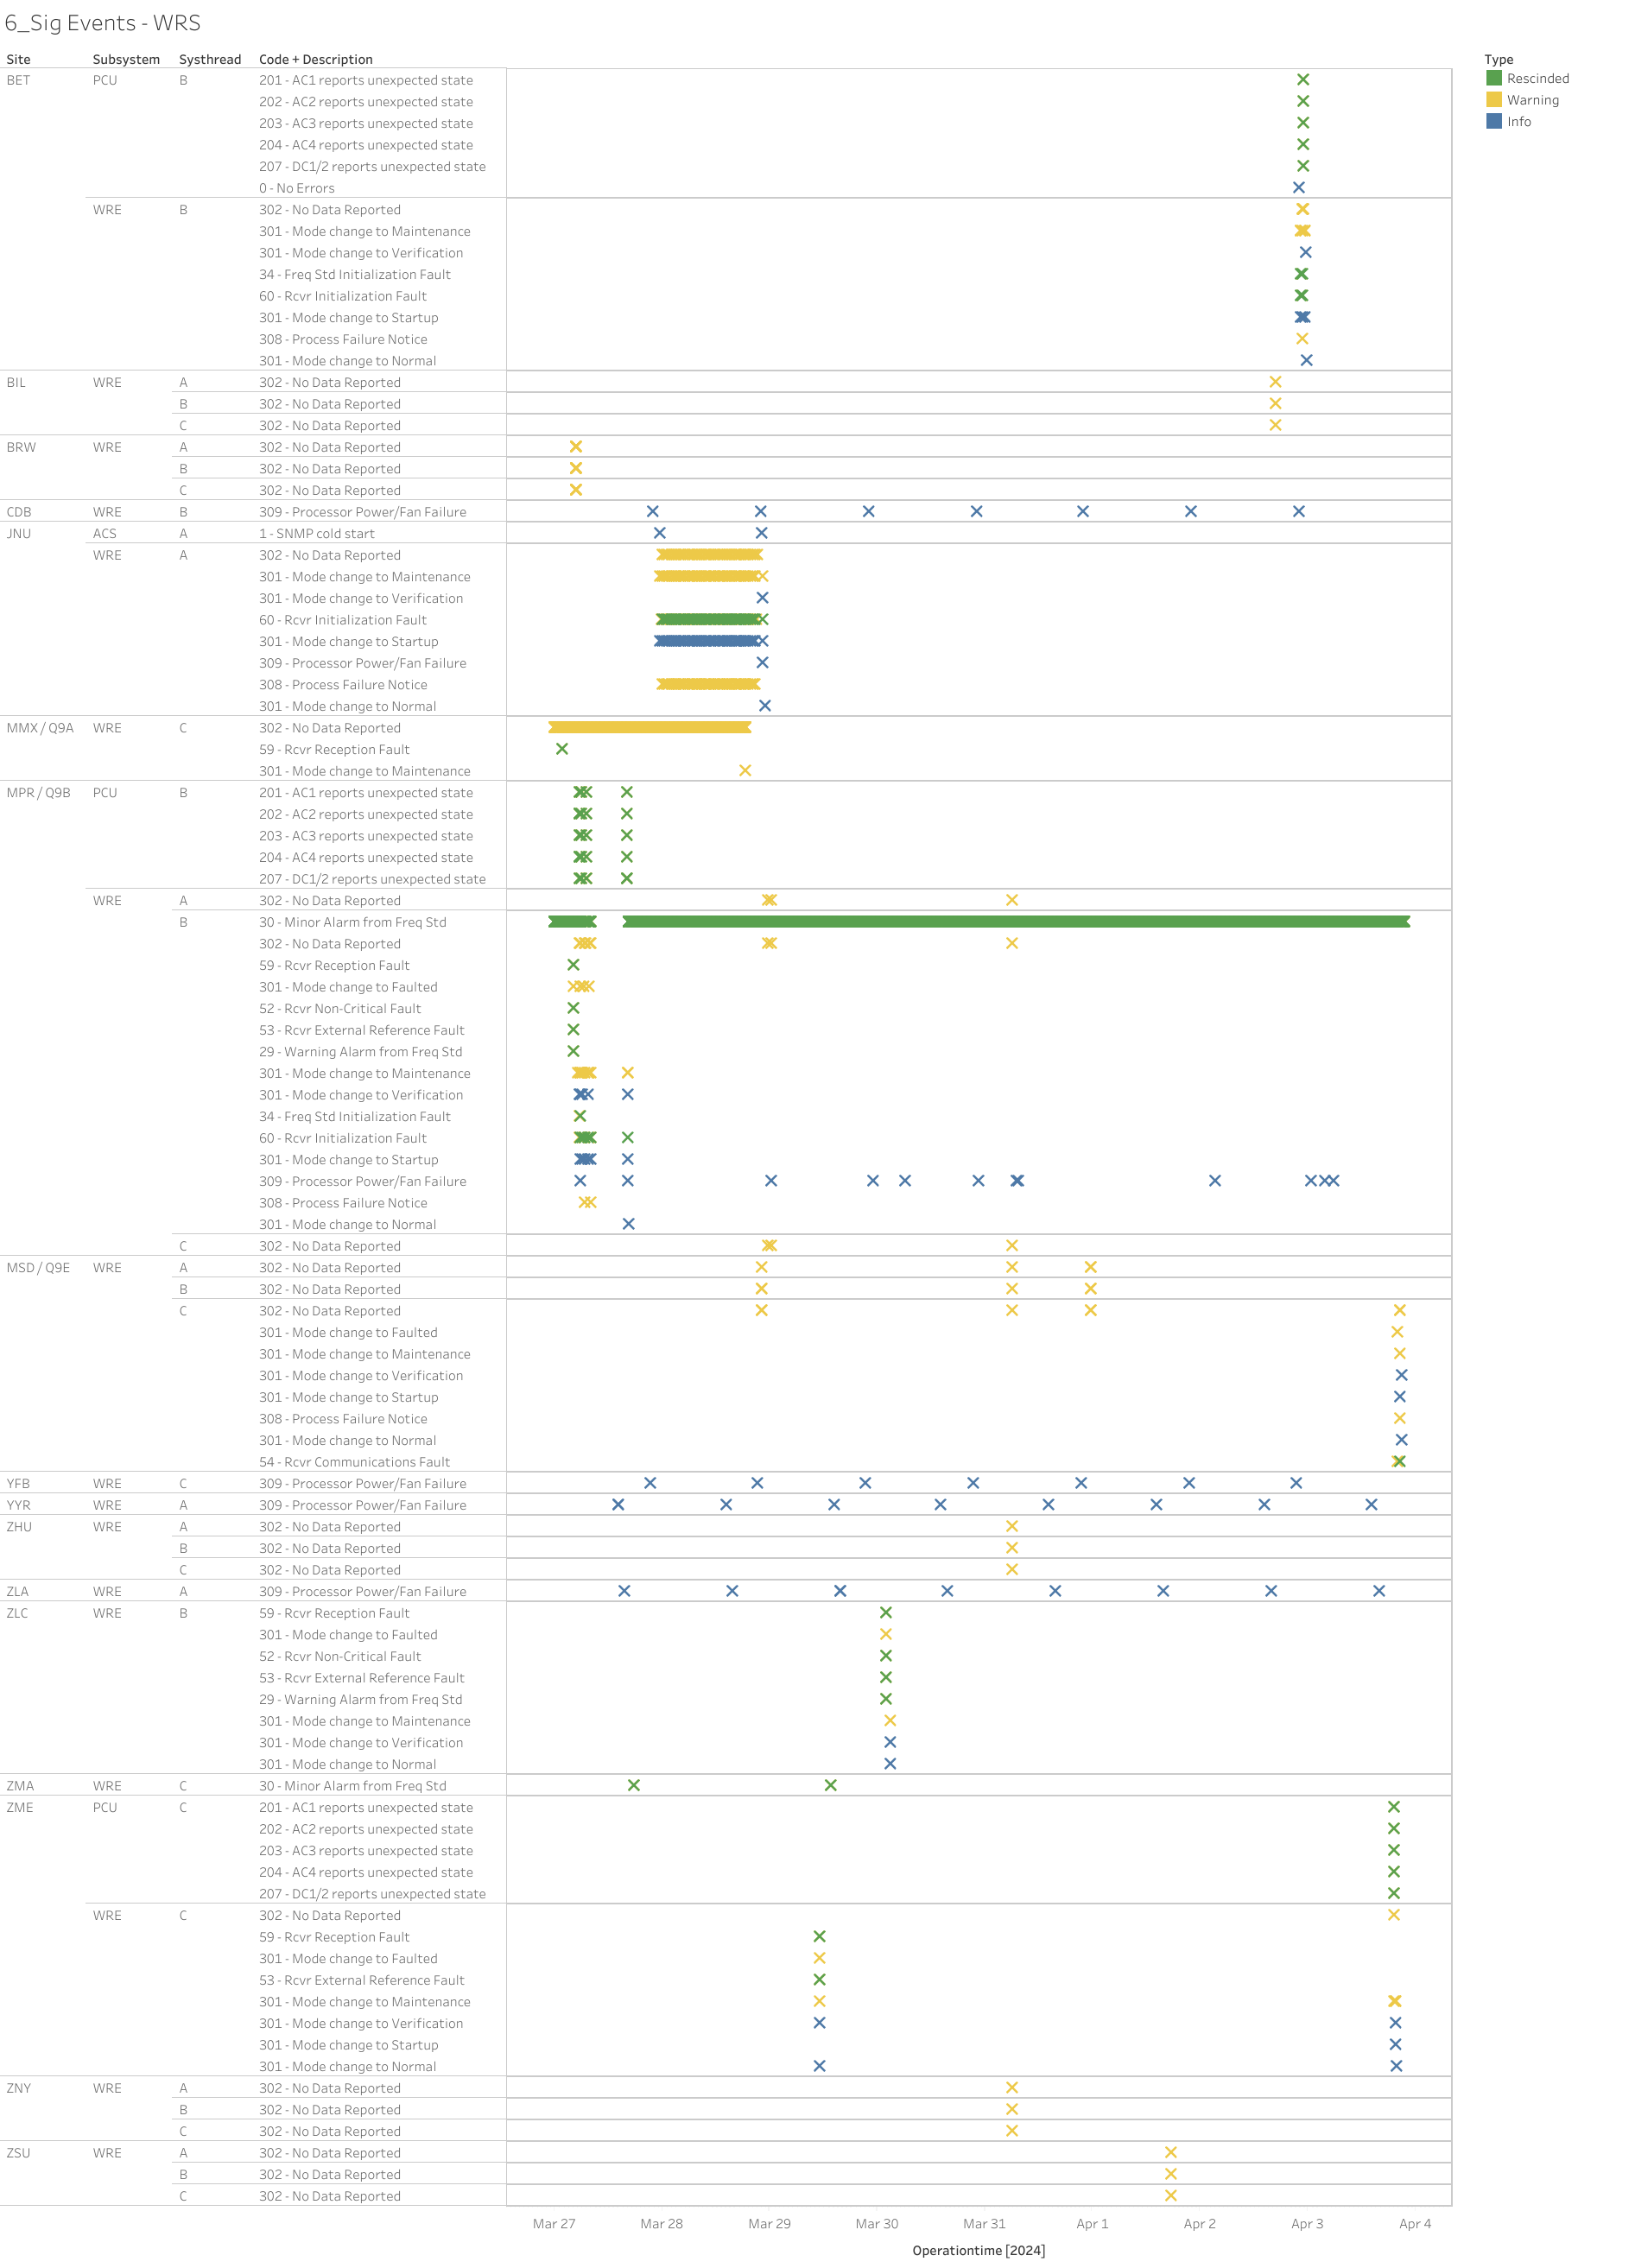 6_Sig Events - WRS
Site Subsystem Systhread Code + Description
Type
Rescinded
Warning
Info
BET PCU B 201 - AC1 reports unexpected state
202 - AC2 reports unexpected state
203 - AC3 reports unexpected state
204 - AC4 reports unexpected state
207 - DC1/2 reports unexpected state
0 - No Errors
WRE B 302 - No Data Reported
301 - Mode change to Maintenance
301 - Mode change to Verification
34 - Freq Std Initialization Fault
60 - Rcvr Initialization Fault
301 - Mode change to Startup
308 - Process Failure Notice
301 - Mode change to Normal
BIL WRE A 302 - No Data Reported
B 302 - No Data Reported
C 302 - No Data Reported
BRW WRE A 302 - No Data Reported
B 302 - No Data Reported
C 302 - No Data Reported
CDB WRE B 309 - Processor Power/Fan Failure
JNU ACS A 1 - SNMP cold start
WRE A 302 - No Data Reported
301 - Mode change to Maintenance
301 - Mode change to Verification
60 - Rcvr Initialization Fault
301 - Mode change to Startup
309 - Processor Power/Fan Failure
308 - Process Failure Notice
301 - Mode change to Normal
MMX / Q9A WRE C 302 - No Data Reported
59 - Rcvr Reception Fault
301 - Mode change to Maintenance
MPR / Q9B PCU B 201 - AC1 reports unexpected state
202 - AC2 reports unexpected state
203 - AC3 reports unexpected state
204 - AC4 reports unexpected state
207 - DC1/2 reports unexpected state
WRE A 302 - No Data Reported
B 30 - Minor Alarm from Freq Std
302 - No Data Reported
59 - Rcvr Reception Fault
301 - Mode change to Faulted
52 - Rcvr Non-Critical Fault
53 - Rcvr External Reference Fault
29 - Warning Alarm from Freq Std
301 - Mode change to Maintenance
301 - Mode change to Verification
34 - Freq Std Initialization Fault
60 - Rcvr Initialization Fault
301 - Mode change to Startup
309 - Processor Power/Fan Failure
308 - Process Failure Notice
301 - Mode change to Normal
C 302 - No Data Reported
MSD / Q9E WRE A 302 - No Data Reported
B 302 - No Data Reported
C 302 - No Data Reported
301 - Mode change to Faulted
301 - Mode change to Maintenance
301 - Mode change to Verification
301 - Mode change to Startup
308 - Process Failure Notice
301 - Mode change to Normal
54 - Rcvr Communications Fault
YFB WRE C 309 - Processor Power/Fan Failure
YYR WRE A 309 - Processor Power/Fan Failure
ZHU WRE A 302 - No Data Reported
B 302 - No Data Reported
C 302 - No Data Reported
ZLA WRE A 309 - Processor Power/Fan Failure
ZLC WRE B 59 - Rcvr Reception Fault
301 - Mode change to Faulted
52 - Rcvr Non-Critical Fault
53 - Rcvr External Reference Fault
29 - Warning Alarm from Freq Std
301 - Mode change to Maintenance
301 - Mode change to Verification
301 - Mode change to Normal
ZMA WRE C 30 - Minor Alarm from Freq Std
ZME PCU C 201 - AC1 reports unexpected state
202 - AC2 reports unexpected state
203 - AC3 reports unexpected state
204 - AC4 reports unexpected state
207 - DC1/2 reports unexpected state
WRE C 302 - No Data Reported
59 - Rcvr Reception Fault
301 - Mode change to Faulted
53 - Rcvr External Reference Fault
301 - Mode change to Maintenance
301 - Mode change to Verification
301 - Mode change to Startup
301 - Mode change to Normal
ZNY WRE A 302 - No Data Reported
B 302 - No Data Reported
C 302 - No Data Reported
ZSU WRE A 302 - No Data Reported
B 302 - No Data Reported
C 302 - No Data Reported
Mar 27 Mar 28 Mar 29 Mar 30 Mar 31 Apr 1 Apr 2 Apr 3 Apr 4
Operationtime [2024]